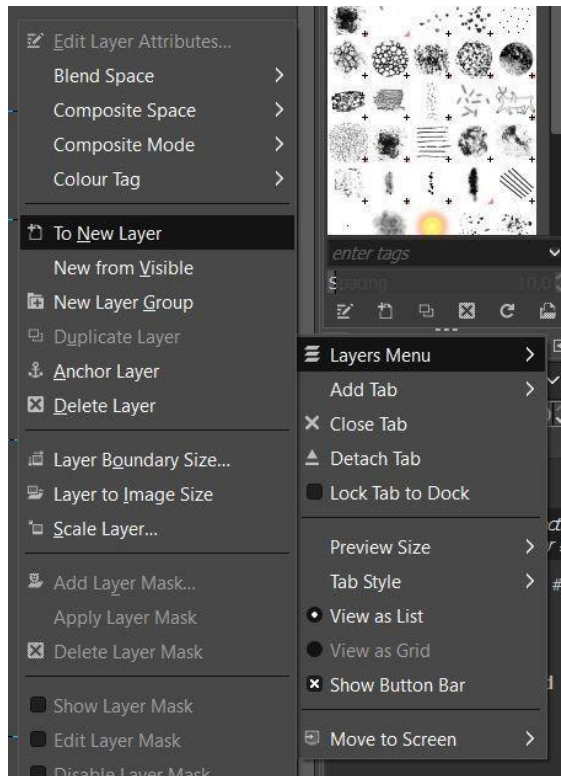 Edit Layer Attributes...
Blend Space
Composite Space
Composite Mode
Colour Tag
To New Layer
New from Visible
New Layer Group
Duplicate Layer
Anchor Layer
Delete Layer
Layer Boundary Size...
Layer to Image Size
Scale Layer...
Add Layer Mask...
Apply Layer Mask
Delete Layer Mask
Show Layer Mask
Edit Layer Mask
Disable Layer Mask
enter tags
Spacing 10,0
Layers Menu
Add Tab
Close Tab
Detach Tab
Lock Tab to Dock
Preview Size
Tab Style
View as List
View as Grid
Show Button Bar
Move to Screen